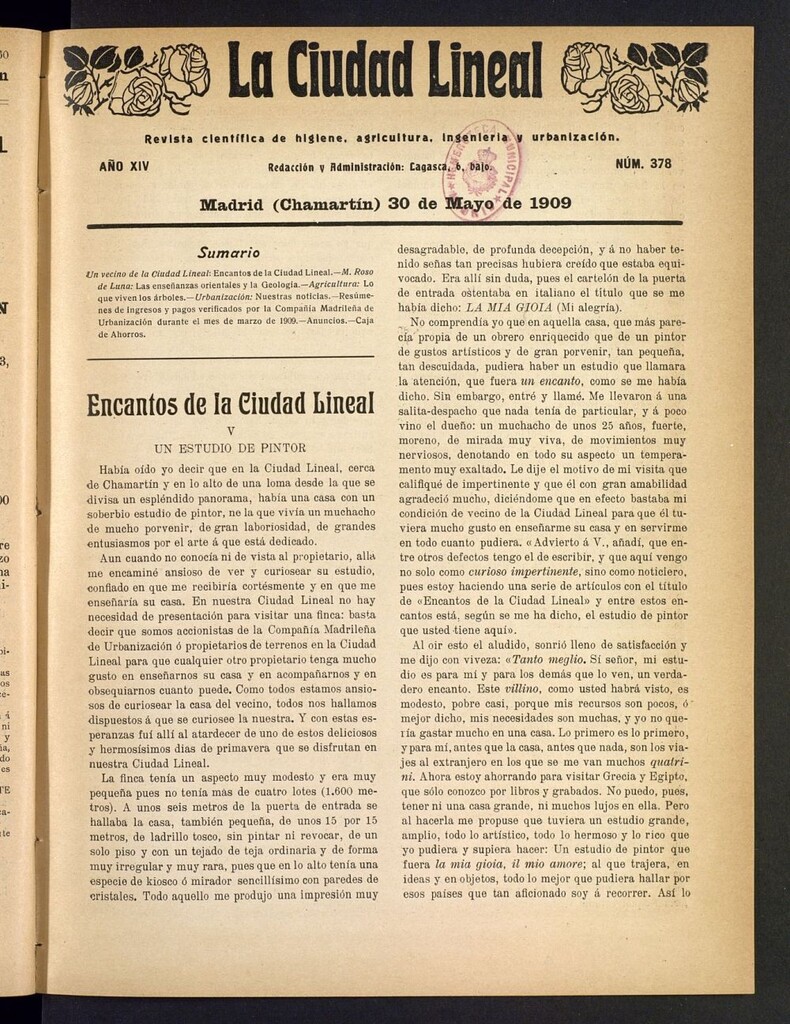 La Ciudad Lineal
Revista científica de higiene, agricultura, ingeniería y urbanización.
AÑO XIV
Redacción y Administración: Lagasca, 6, bajo.
NÚM. 378
Madrid (Chamartín) 30 de Mayo de 1909
Sumario
Un vecino de la Ciudad Lineal: Encantos de la Ciudad Lineal.—M. Roso
de Luna: Las enseñanzas orientales y la Geología.—Agricultura: Lo
que viven los árboles.—Urbanización: Nuestras noticias.—Resúme-
nes de ingresos y pagos verificados por la Compañía Madrileña de
Urbanización durante el mes de marzo de 1909.—Anuncios.—Caja
de Ahorros.
Encantos de la Ciudad Lineal
V
UN ESTUDIO DE PINTOR
Había oído yo decir que en la Ciudad Lineal, cerca
de Chamartín y en lo alto de una loma desde la que se
divisa un espléndido panorama, había una casa con un
soberbio estudio de pintor, ne la que vivía un muchacho
de mucho porvenir, de gran laboriosidad, de grandes
entusiasmos por el arte á que está dedicado.
Aun cuando no conocía ni de vista al propietario, alla
me encaminé ansioso de ver y curiosear su estudio,
confiado en que me recibiría cortésmente y en que me
enseñaría su casa. En nuestra Ciudad Lineal no hay
necesidad de presentación para visitar una finca: basta
decir que somos accionistas de la Compañía Madrileña
de Urbanización ó propietarios de terrenos en la Ciudad
Lineal para que cualquier otro propietario tenga mucho
gusto en enseñarnos su casa y en acompañarnos y en
obsequiarnos cuanto puede. Como todos estamos ansio-
sos de curiosear la casa del vecino, todos nos hallamos
dispuestos á que se curiosee la nuestra. Y con estas es-
peranzas fuí allí al atardecer de uno de estos deliciosos
y hermosísimos días de primavera que se disfrutan en
nuestra Ciudad Lineal.
La finca tenía un aspecto muy modesto y era muy
pequeña pues no tenía más de cuatro lotes (1.600 me-
tros). A unos seis metros de la puerta de entrada se
hallaba la casa, también pequeña, de unos 15 por 15
metros, de ladrillo tosco, sin pintar ni revocar, de un
solo piso y con un tejado de teja ordinaria y de forma
muy irregular y muy rara, pues que en lo alto tenía una
especie de kiosco ó mirador sencillísimo con paredes de
cristales. Todo aquello me produjo una impresión muy
desagradable, de profunda decepción, y á no haber te-
nido señas tan precisas hubiera creído que estaba equi-
vocado. Era allí sin duda, pues el cartelón de la puerta
de entrada ostentaba en italiano el título que se me
había dicho: LA MIA GIOIA (Mi alegría).
No comprendía yo que en aquella casa, que más pare-
cía propia de un obrero enriquecido que de un pintor
de gustos artísticos y de gran porvenir, tan pequeña,
tan descuidada, pudiera haber un estudio que llamara
la atención, que fuera un encanto, como se me había
dicho. Sin embargo, entré y llamé. Me llevaron á una
salita-despacho que nada tenía de particular, y á poco
vino el dueño: un muchacho de unos 25 años, fuerte,
moreno, de mirada muy viva, de movimientos muy
nerviosos, denotando en todo su aspecto un tempera-
mento muy exaltado. Le dije el motivo de mi visita que
califiqué de impertinente y que él con gran amabilidad
agradeció mucho, diciéndome que en efecto bastaba mi
condición de vecino de la Ciudad Lineal para que él tu-
viera mucho gusto en enseñarme su casa y en servirme
en todo cuanto pudiera. «Advierto á V., añadí, que en-
tre otros defectos tengo el de escribir, y que aquí vengo
no solo como curioso impertinente, sino como noticiero,
pues estoy haciendo una serie de artículos con el título
de «Encantos de la Ciudad Lineal» y entre estos en-
cantos está, según se me ha dicho, el estudio de pintor
que usted tiene aquí».
Al oir esto el aludido, sonrió lleno de satisfacción y
me dijo con viveza: «Tanto meglio. Sí señor, mi estu-
dio es para mí y para los demás que lo ven, un verda-
dero encanto. Este villino, como usted habrá visto, es
modesto, pobre casi, porque mis recursos son pocos, ó
mejor dicho, mis necesidades son muchas, y yo no que-
ría gastar mucho en una casa. Lo primero es lo primero,
y para mí, antes que la casa, antes que nada, son los via-
jes al extranjero en los que se me van muchos quatri-
ni. Ahora estoy ahorrando para visitar Grecia y Egipto,
que sólo conozco por libros y grabados. No puedo, pues,
tener ni una casa grande, ni muchos lujos en ella. Pero
al hacerla me propuse que tuviera un estudio grande,
amplio, todo lo artístico, todo lo hermoso y lo rico que
yo pudiera y supiera hacer: Un estudio de pintor que
fuera la mia gioia, il mio amore; al que trajera, en
ideas y en objetos, todo lo mejor que pudiera hallar por
esos países que tan aficionado soy á recorrer. Así lo